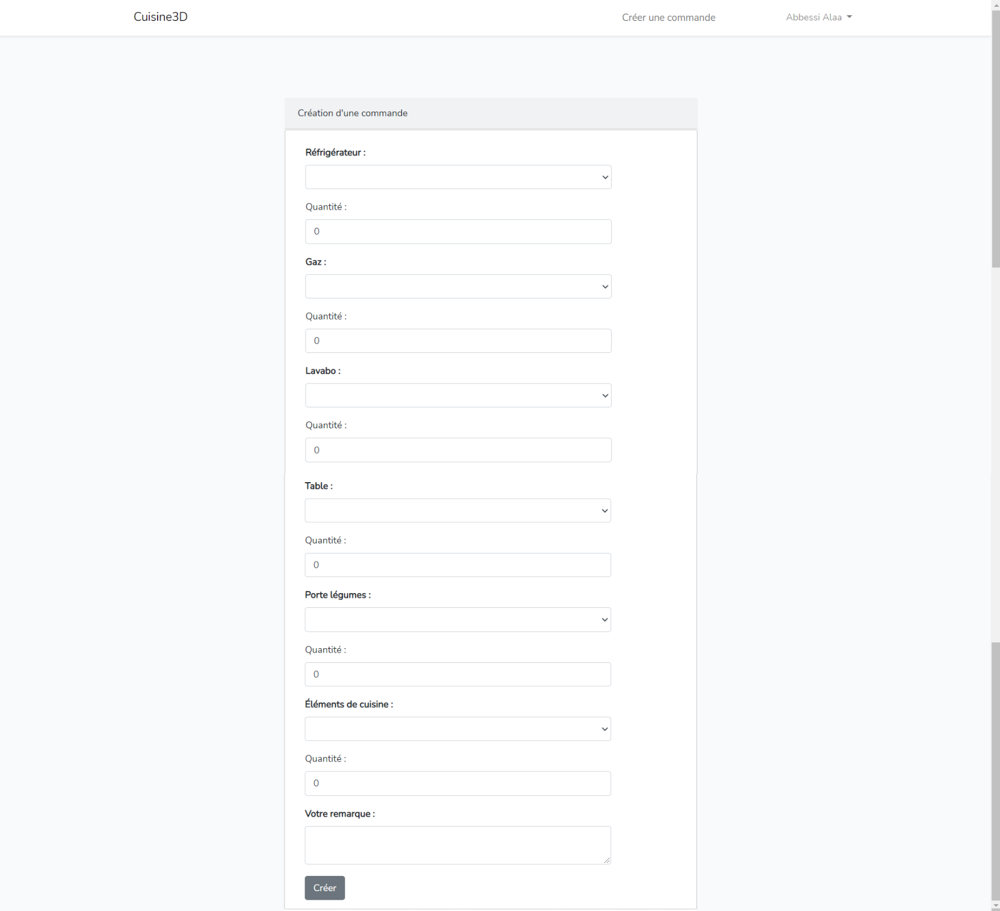 Cuisine3D
Créer une commande
Abbessi Alaa
Création d'une commande
Réfrigérateur :
Quantité :
0
Gaz :
Quantité :
0
Lavabo :
Quantité :
0
Table :
Quantité :
0
Porte légumes :
Quantité :
0
Éléments de cuisine :
Quantité :
0
Votre remarque :
Créer